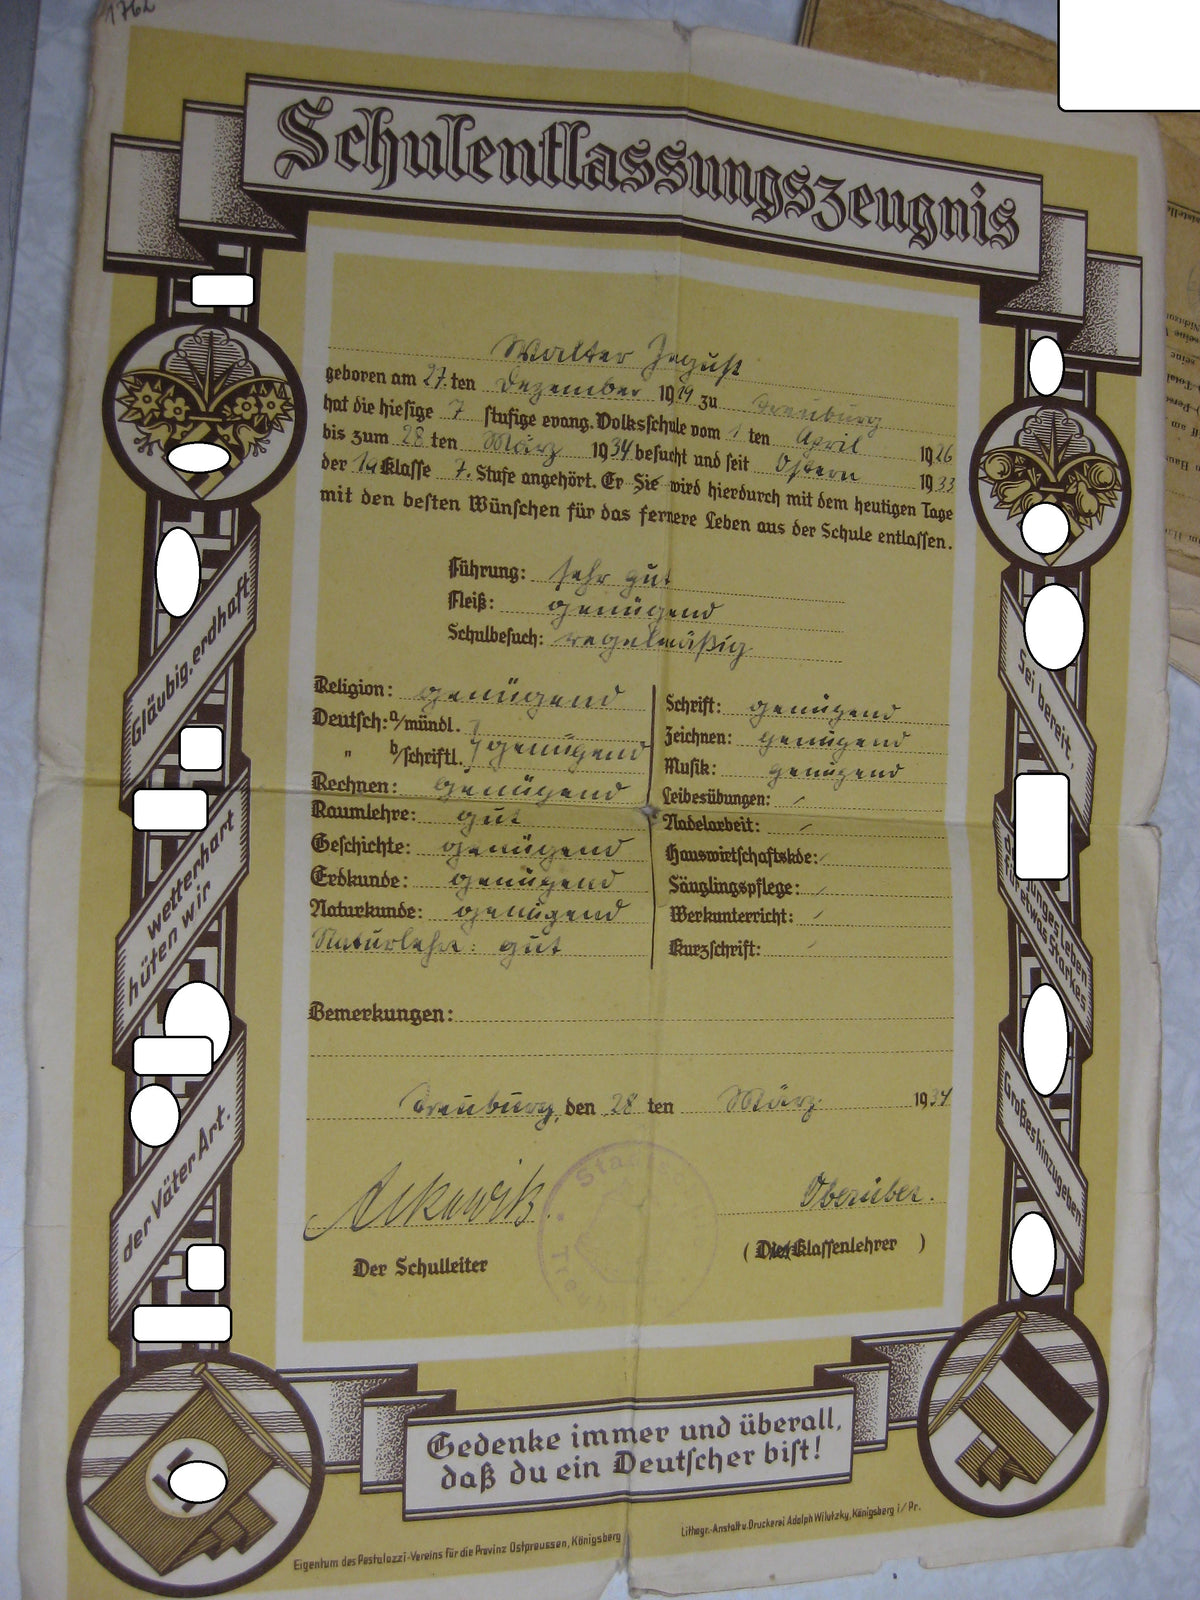 1762
Schulentlassungszeugnis
Walter
geboren am 27. ten Dezember 1919 zu Treuburg
hat die hiesige 7 stufige evang. Volksschule vom 1 ten April 1926
bis zum 28 ten März 1934 besucht und seit Ostern 1933
der 1a Klasse 7. Stufe angehört. Er Sie wird hierdurch mit dem heutigen Tage
mit den besten Wünschen für das fernere Leben aus der Schule entlassen.
Führung: sehr gut
Fleiß: genügend
Schulbesuch: regelmäßig
Religion: genügend
Deutsch: a/mündl.
" b/schriftl. genügend
Rechnen: genügend
Raumlehre: gut
Geschichte: genügend
Erdkunde: genügend
Naturkunde: genügend
Naturlehre: gut
Schrift: genügend
Zeichnen: genügend
Musik: genügend
Leibesübungen: /
Nadelarbeit: /
Hauswirtschaftskde: /
Säuglingspflege: /
Werkunterricht: /
Kurzschrift: /
Bemerkungen:
Treuburg, den 28 ten März 1934
Der Schulleiter
( Die Klassenlehrer )
Gläubig, erdhaft,
wetterhart
hüten wir
der Väter Art.
Sei bereit,
für etwas Starkes
Großes hinzugeben
Gedenke immer und überall,
daß du ein Deutscher bist!
Eigentum des Pestalozzi-Vereins für die Provinz Ostpreussen, Königsberg
Lithogr.-Anstalt u. Druckerei Adolph Wilutzky, Königsberg i/Pr.